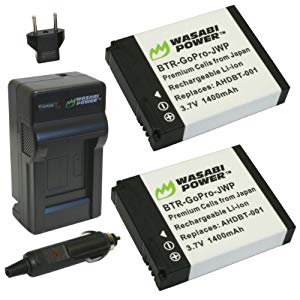 WASABI
POWER
BTR-GoPro-JWP
Premium Cells from Japan
Rechargeable Li-ion
Replaces: AHDBT-001
3.7V 1400mAh
WASABI
POWER
WASABI
POWER
BTR-GoPro-JWP
Premium Cells from Japan
Rechargeable Li-ion
Replaces: AHDBT-001
3.7V 1400mAh